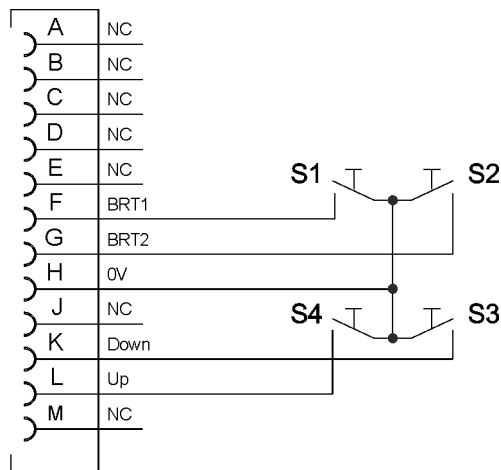 A NC
B NC
C NC
D NC
E NC
S1 S2
F BRT1
G BRT2
H 0V
J NC
S4 S3
K Down
L Up
M NC